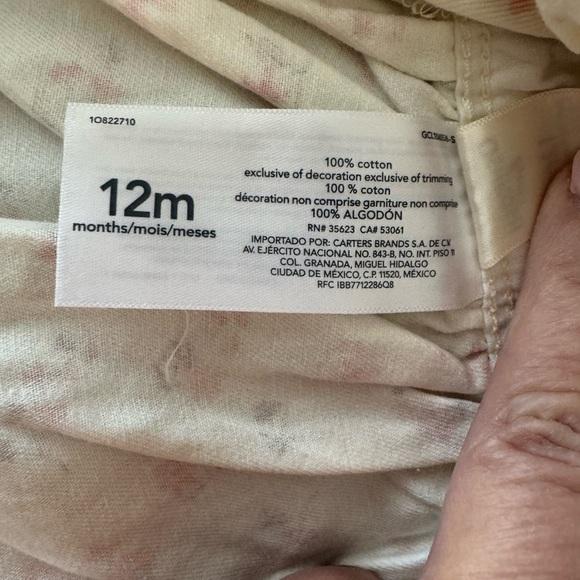 1O822710
100% cotton
exclusive of decoration exclusive of trimming
100 % coton
décoration non comprise garniture non comprise
100% ALGODÓN
RN# 35623 CA# 53061
IMPORTADO POR: CARTERS BRANDS S.A. DE C.V.
AV. EJÉRCITO NACIONAL NO. 843-B, NO. INT. PISO 11
COL. GRANADA, MIGUEL HIDALGO
CIUDAD DE MÉXICO, C.P. 11520, MÉXICO
RFC IBB7712286Q8
12m
months/mois/meses